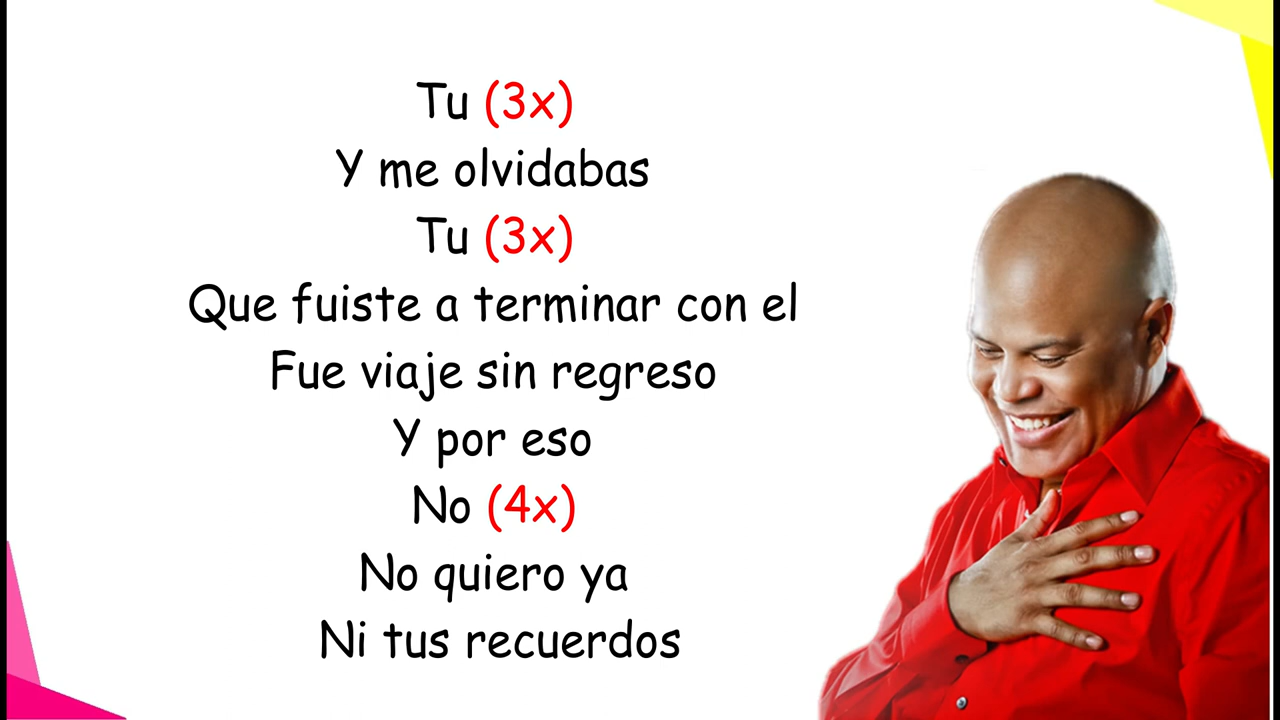 Tu (3x)
Y me olvidabas
Tu (3x)
Que fuiste a terminar con el
Fue viaje sin regreso
Y por eso
No (4x)
No quiero ya
Ni tus recuerdos